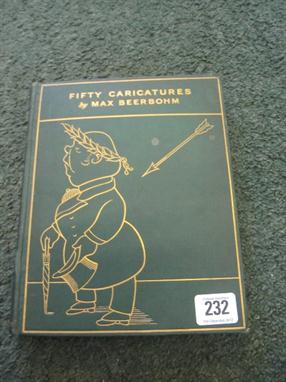 FIFTY CARICATURES
by MAX BEERBOHM
232